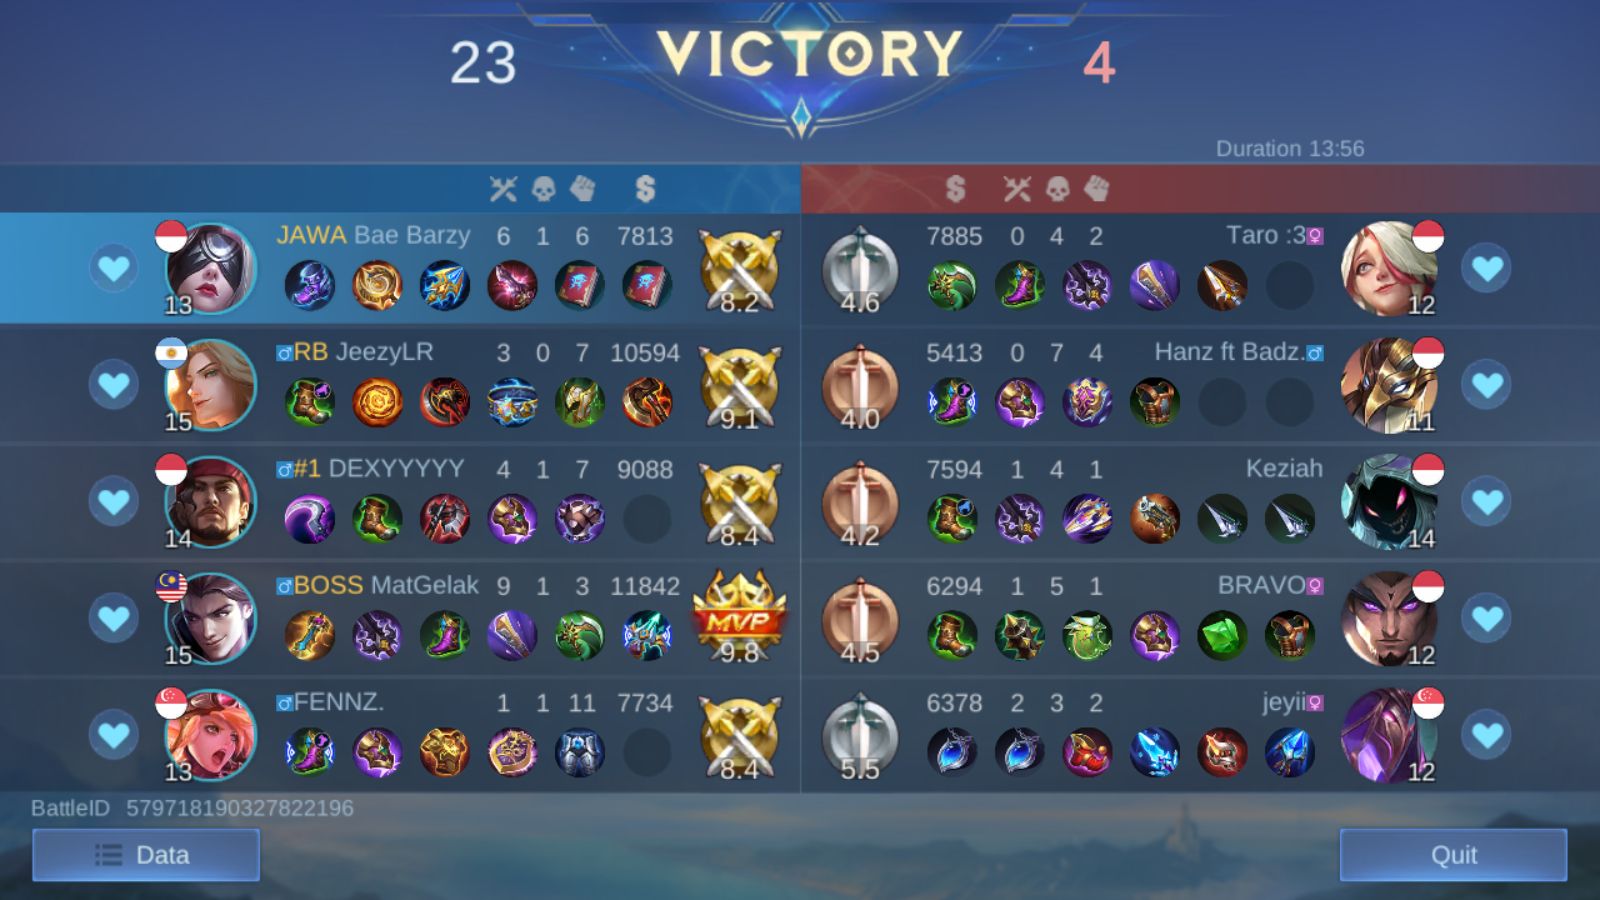 23 VICTORY 4
Duration 13:56
JAWA Bae Barzy 6 1 6 7813
13 8.2
7885 0 4 2 Taro :3
4.6 12
RB JeezyLR 3 0 7 10594
15 9.1
5413 0 7 4 Hanz ft Badz.
4.0 11
#1 DEXYYYYY 4 1 7 9088
14 8.4
7594 1 4 1 Keziah
4.2 14
BOSS MatGelak 9 1 3 11842
MVP
15 9.8
6294 1 5 1 BRAVO
4.5 12
FENNZ. 1 1 11 7734
13 8.4
6378 2 3 2 jeyii
5.5 12
BattleID 579718190327822196
Data Quit